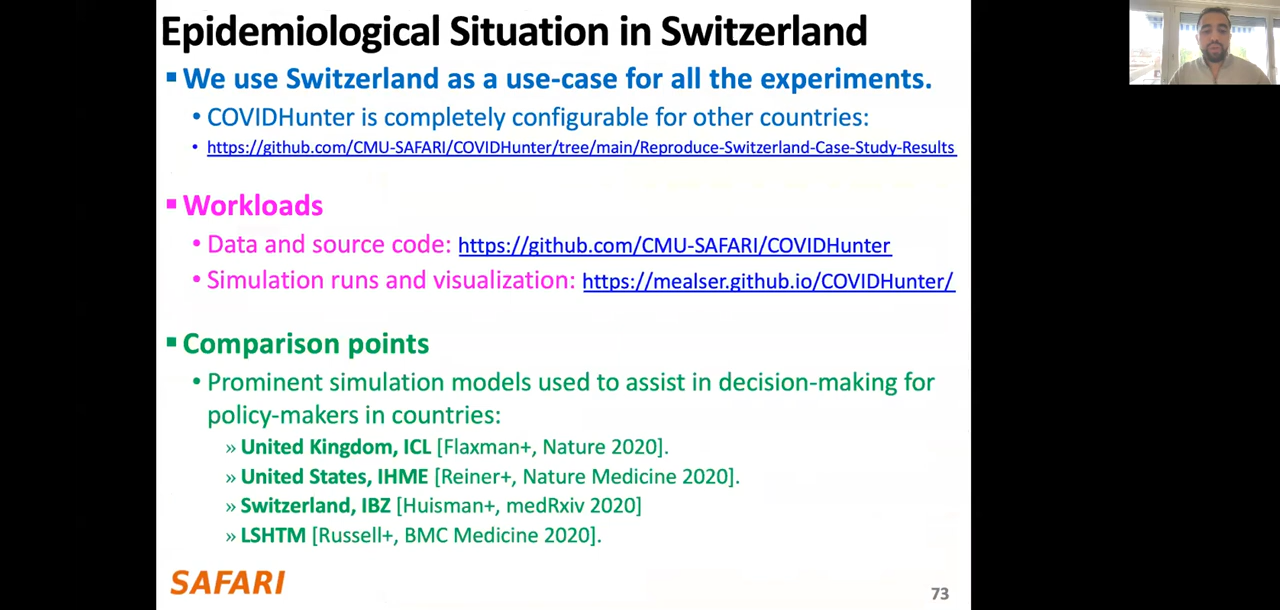 Epidemiological Situation in Switzerland
▪ We use Switzerland as a use-case for all the experiments.
• COVIDHunter is completely configurable for other countries:
• https://github.com/CMU-SAFARI/COVIDHunter/tree/main/Reproduce-Switzerland-Case-Study-Results
▪ Workloads
• Data and source code: https://github.com/CMU-SAFARI/COVIDHunter
• Simulation runs and visualization: https://mealser.github.io/COVIDHunter/
▪ Comparison points
• Prominent simulation models used to assist in decision-making for
policy-makers in countries:
» United Kingdom, ICL [Flaxman+, Nature 2020].
» United States, IHME [Reiner+, Nature Medicine 2020].
» Switzerland, IBZ [Huisman+, medRxiv 2020]
» LSHTM [Russell+, BMC Medicine 2020].
SAFARI
73